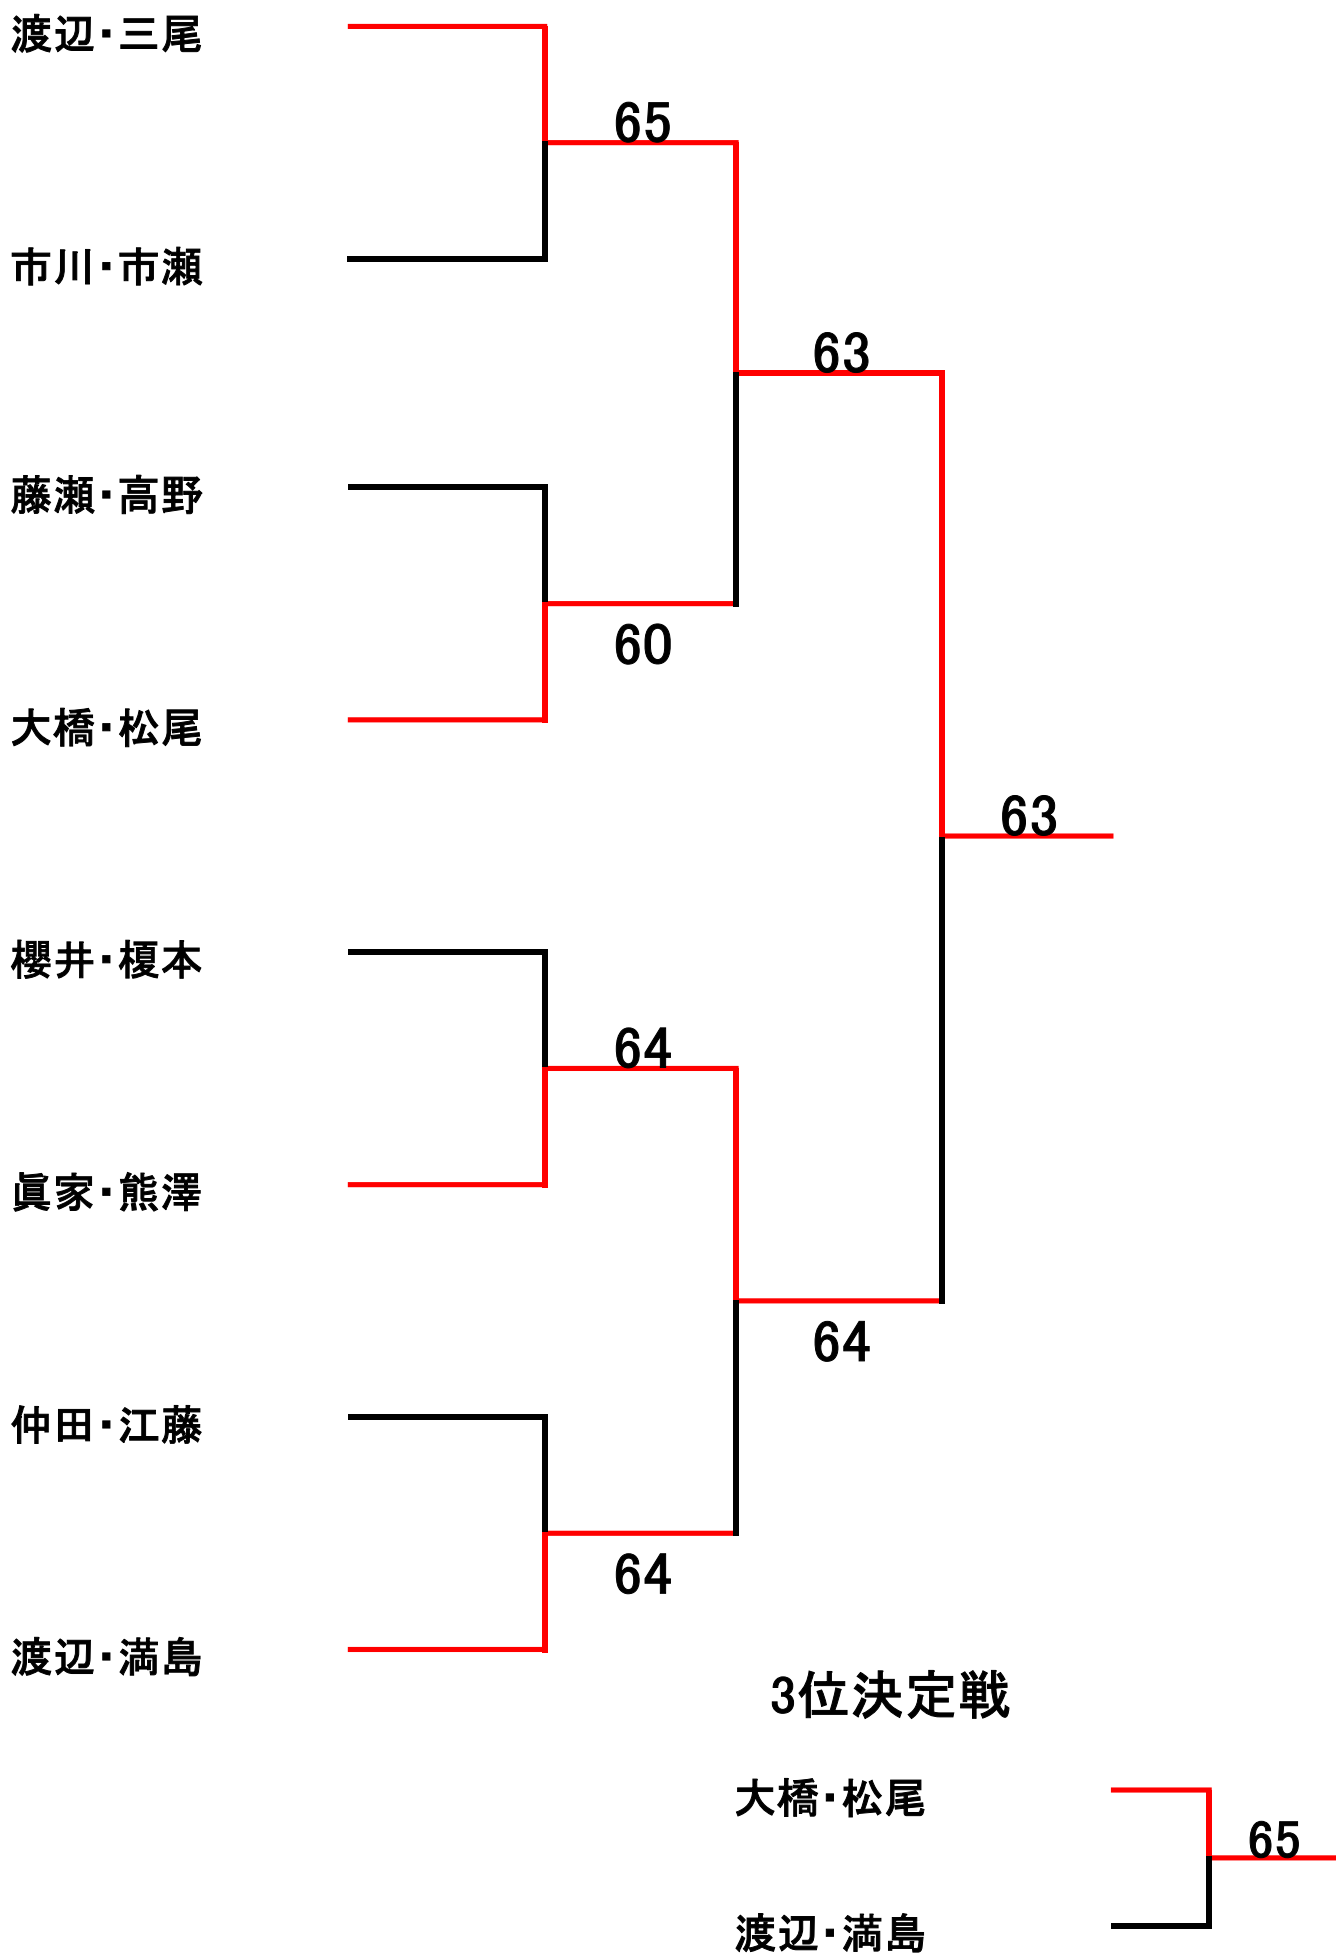 渡辺・三尾
65
市川・市瀬
63
藤瀬・高野
60
大橋・松尾
63
櫻井・榎本
64
眞家・熊澤
64
仲田・江藤
64
渡辺・満島
3位決定戦
大橋・松尾
65
渡辺・満島